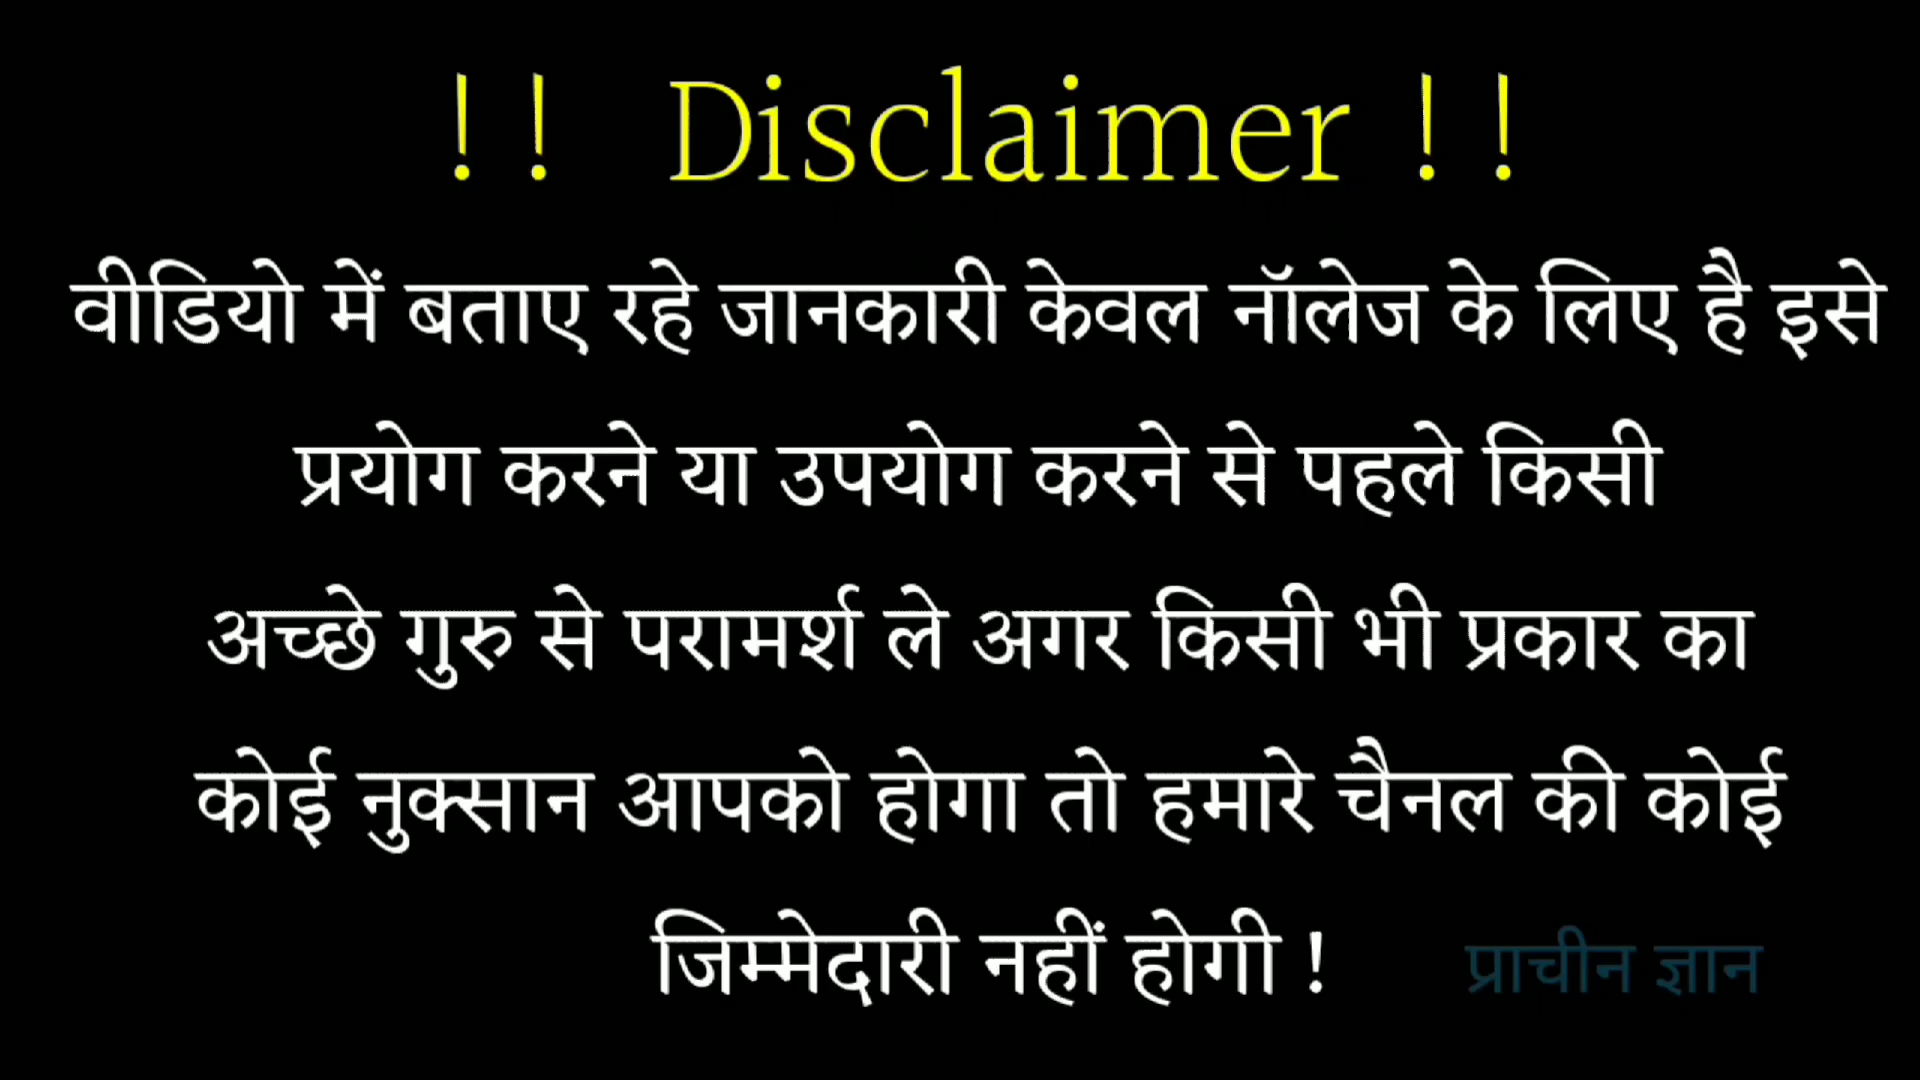 !! Disclaimer !!
वीडियो में बताए रहे जानकारी केवल नॉलेज के लिए है इसे
प्रयोग करने या उपयोग करने से पहले किसी
अच्छे गुरु से परामर्श ले अगर किसी भी प्रकार का
कोई नुक्सान आपको होगा तो हमारे चैनल की कोई
जिम्मेदारी नहीं होगी !
प्राचीन ज्ञान